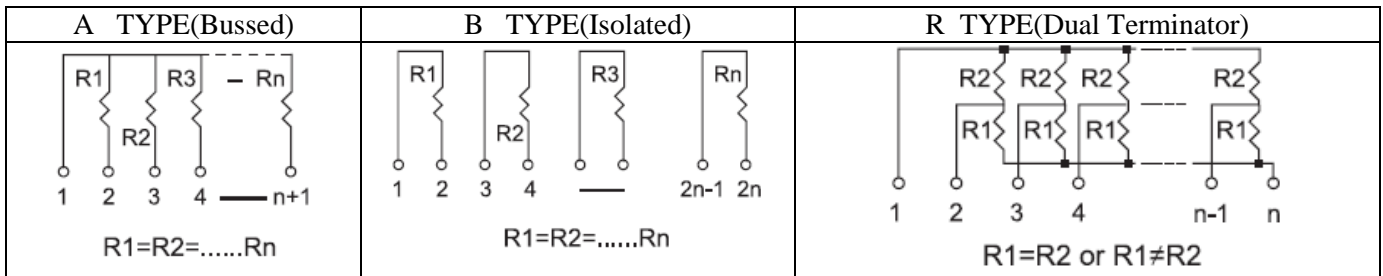 A TYPE(Bussed)
R1 R3 – Rn
R2
1 2 3 4 n+1
R1=R2=......Rn
B TYPE(Isolated)
R1 R3 Rn
R2
1 2 3 4 2n-1 2n
R1=R2=......Rn
R TYPE(Dual Terminator)
R2 R2 R2 R2
R1 R1 R1 R1
1 2 3 4 n-1 n
R1=R2 or R1≠R2